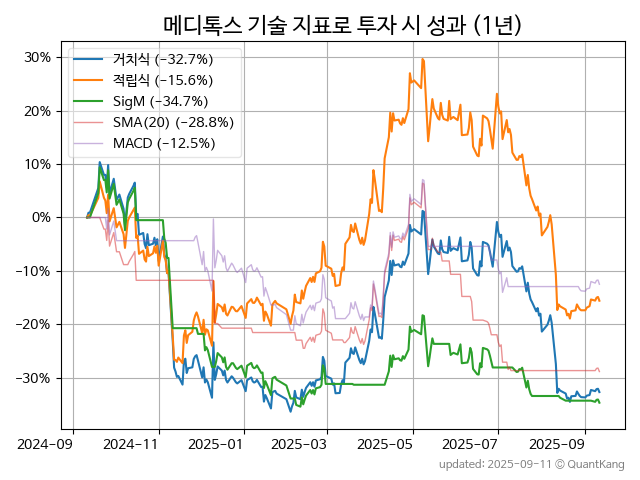 메디톡스 기술 지표로 투자 시 성과 (1년)
거치식 (−32.7%)
적립식 (−15.6%)
SigM (−34.7%)
SMA(20) (−28.8%)
MACD (−12.5%)
30%
20%
10%
0%
−10%
−20%
−30%
2024-09 2024-11 2025-01 2025-03 2025-05 2025-07 2025-09
updated: 2025-09-11 © QuantKang